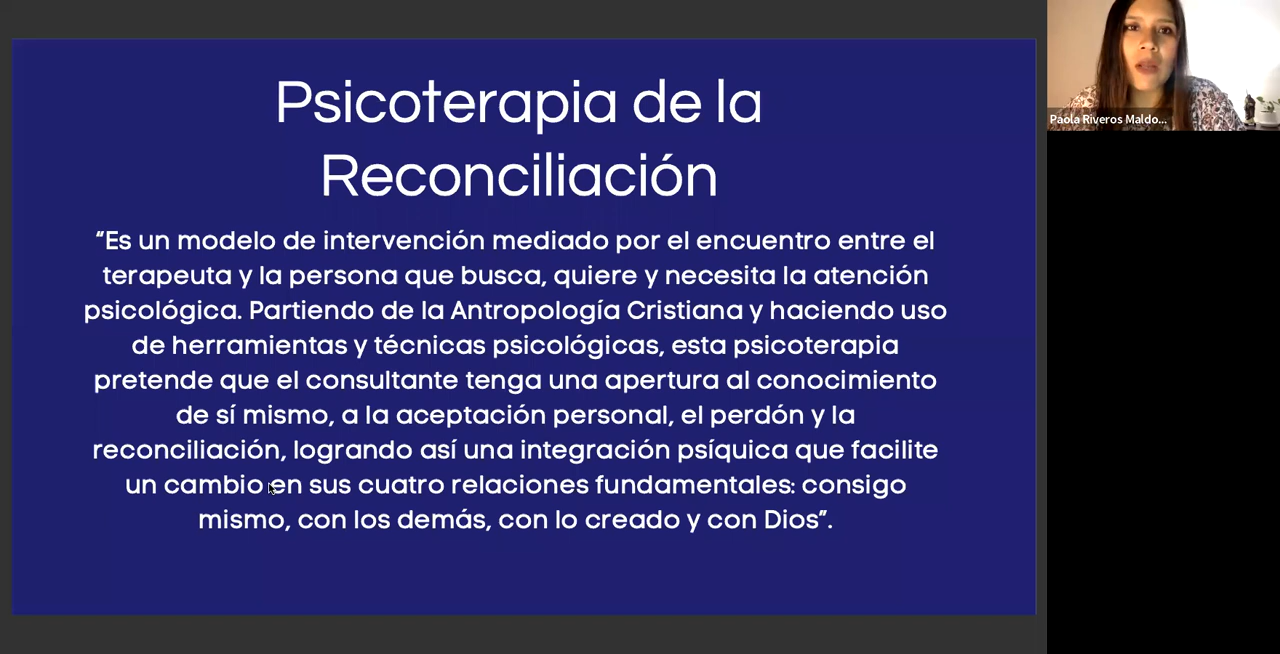 Psicoterapia de la
Reconciliación
“Es un modelo de intervención mediado por el encuentro entre el
terapeuta y la persona que busca, quiere y necesita la atención
psicológica. Partiendo de la Antropología Cristiana y haciendo uso
de herramientas y técnicas psicológicas, esta psicoterapia
pretende que el consultante tenga una apertura al conocimiento
de sí mismo, a la aceptación personal, el perdón y la
reconciliación, logrando así una integración psíquica que facilite
un cambio en sus cuatro relaciones fundamentales: consigo
mismo, con los demás, con lo creado y con Dios”.
Paola Riveros Maldo...